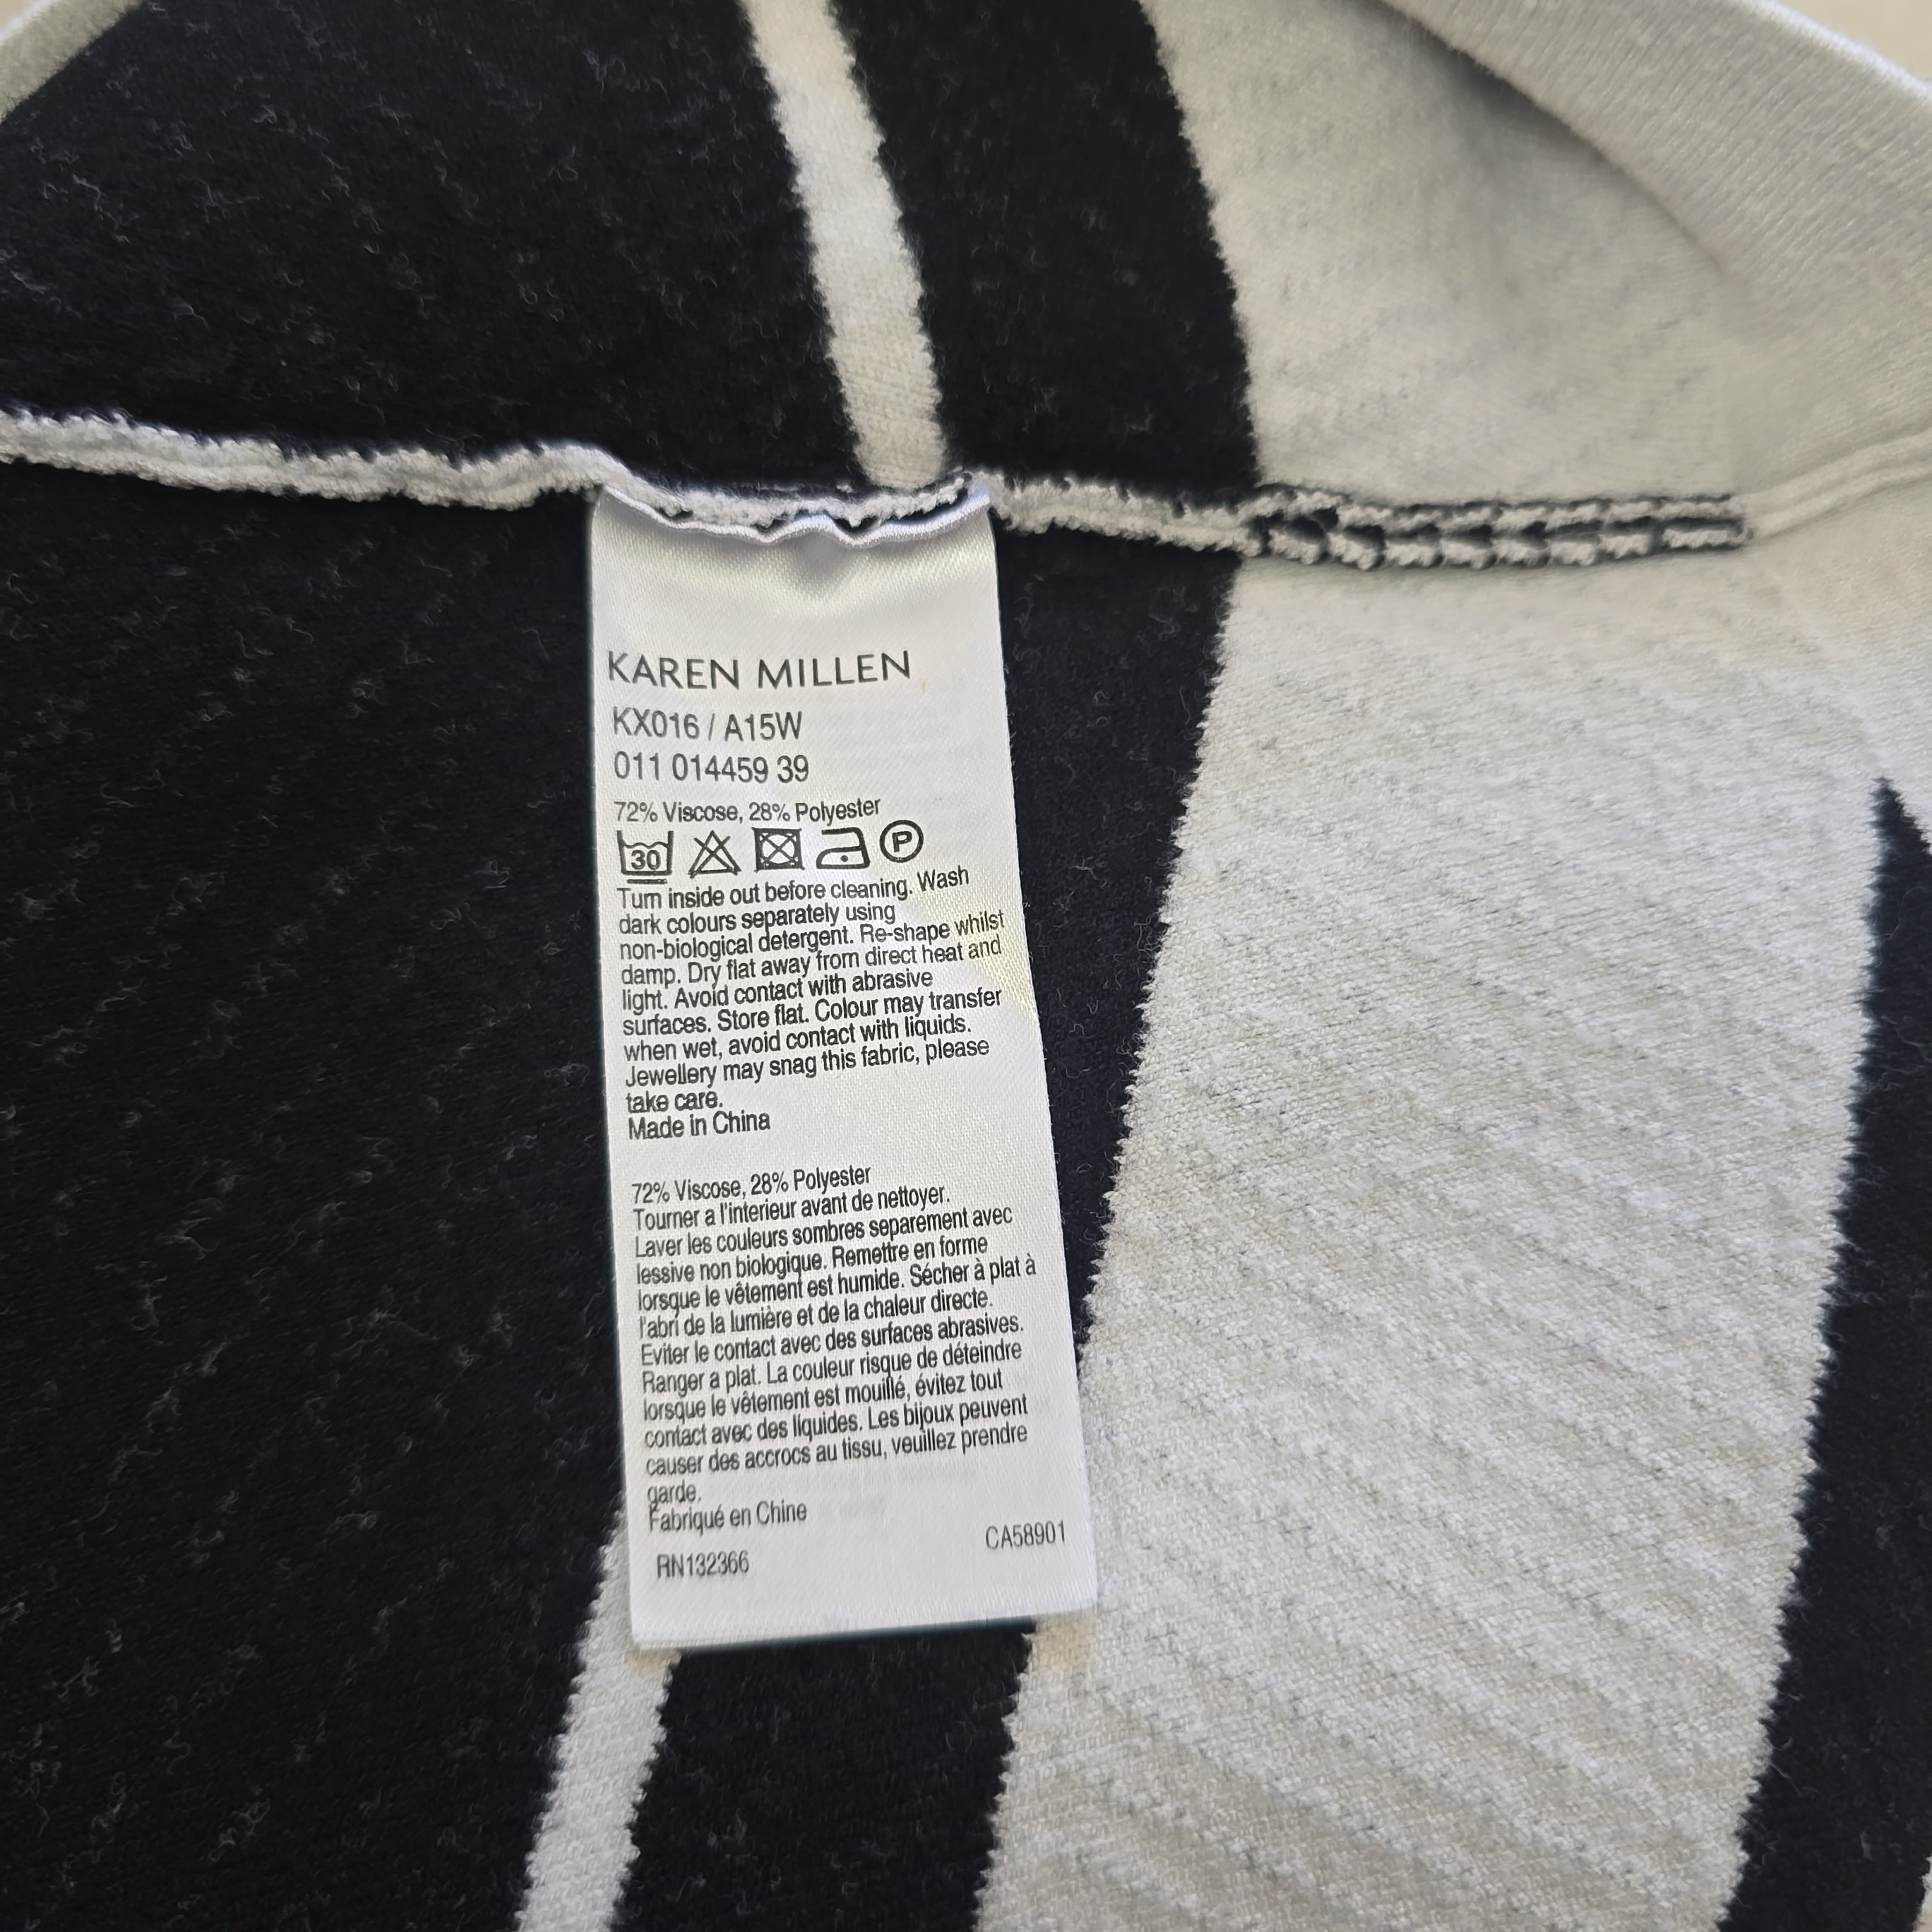 KAREN MILLEN
KX016 / A15W
011 014459 39
72% Viscose, 28% Polyester
30 P
Turn inside out before cleaning. Wash
dark colours separately using
non-biological detergent. Re-shape whilst
damp. Dry flat away from direct heat and
light. Avoid contact with abrasive
surfaces. Store flat. Colour may transfer
when wet, avoid contact with liquids.
Jewellery may snag this fabric, please
take care.
Made in China
72% Viscose, 28% Polyester
Tourner a l'interieur avant de nettoyer.
Laver les couleurs sombres separement avec
lessive non biologique. Remettre en forme
lorsque le vêtement est humide. Sécher à plat à
l'abri de la lumière et de la chaleur directe.
Eviter le contact avec des surfaces abrasives.
Ranger a plat. La couleur risque de déteindre
lorsque le vêtement est mouillé, évitez tout
contact avec des liquides. Les bijoux peuvent
causer des accrocs au tissu, veuillez prendre
garde.
Fabriqué en Chine
CA58901
RN132366